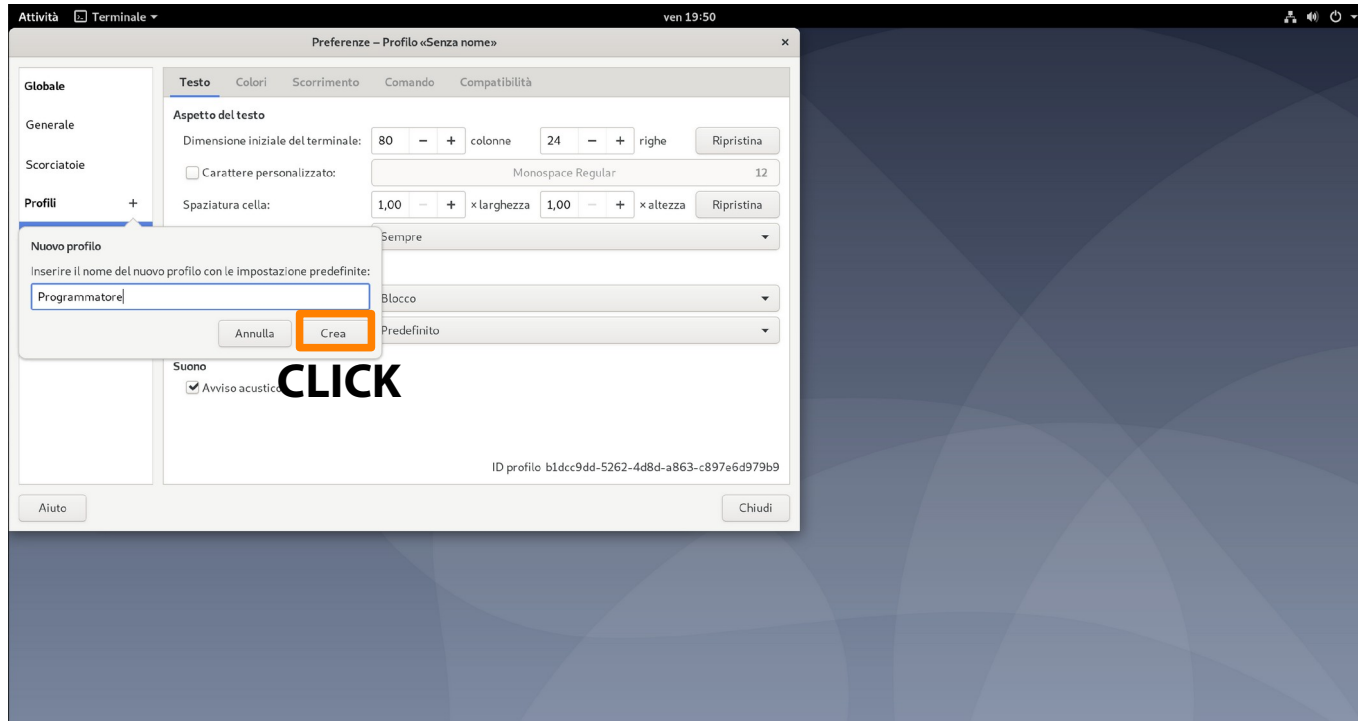 Attività Terminale ven 19:50
Preferenze – Profilo «Senza nome» ×
Globale
Generale
Scorciatoie
Profili +
Testo Colori Scorrimento Comando Compatibilità
Aspetto del testo
Dimensione iniziale del terminale: 80 − + colonne 24 − + righe Ripristina
Carattere personalizzato: Monospace Regular 12
Spaziatura cella: 1,00 − + × larghezza 1,00 − + × altezza Ripristina
Sempre
Nuovo profilo
Inserire il nome del nuovo profilo con le impostazione predefinite:
Programmatore
Annulla Crea
Blocco
Predefinito
CLICK
Suono
Avviso acustico
ID profilo b1dcc9dd-5262-4d8d-a863-c897e6d979b9
Aiuto Chiudi